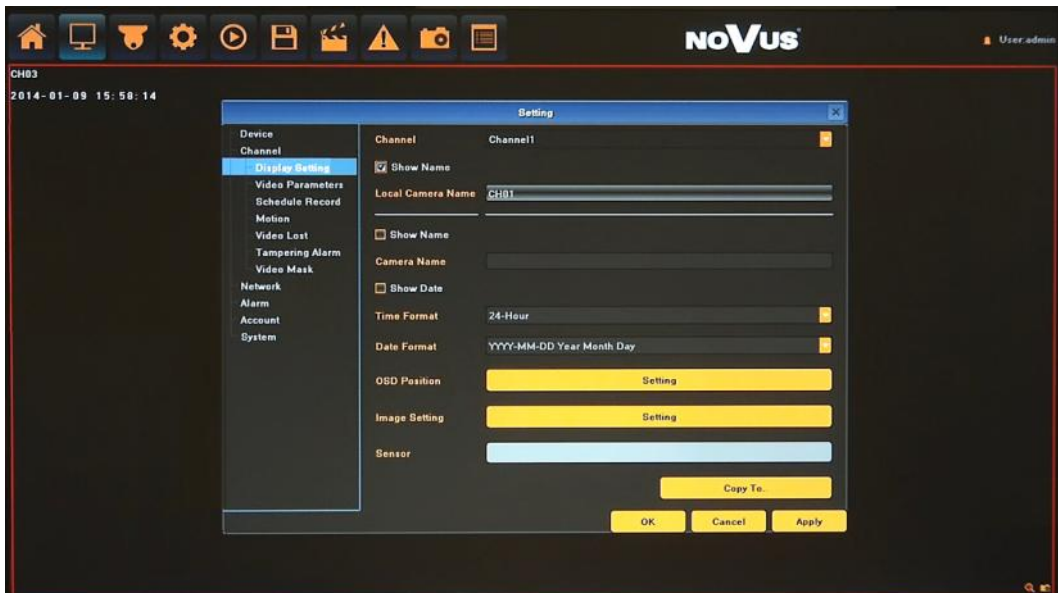 NOVUS
User:admin
CH03
2014-01-09 15:58:14
Setting
Device
Channel
Display Setting
Video Parameters
Schedule Record
Motion
Video Lost
Tampering Alarm
Video Mask
Network
Alarm
Account
System
Channel Channel1
Show Name
Local Camera Name CH01
Show Name
Camera Name
Show Date
Time Format 24-Hour
Date Format YYYY-MM-DD Year Month Day
OSD Position Setting
Image Setting Setting
Sensor
Copy To..
OK Cancel Apply